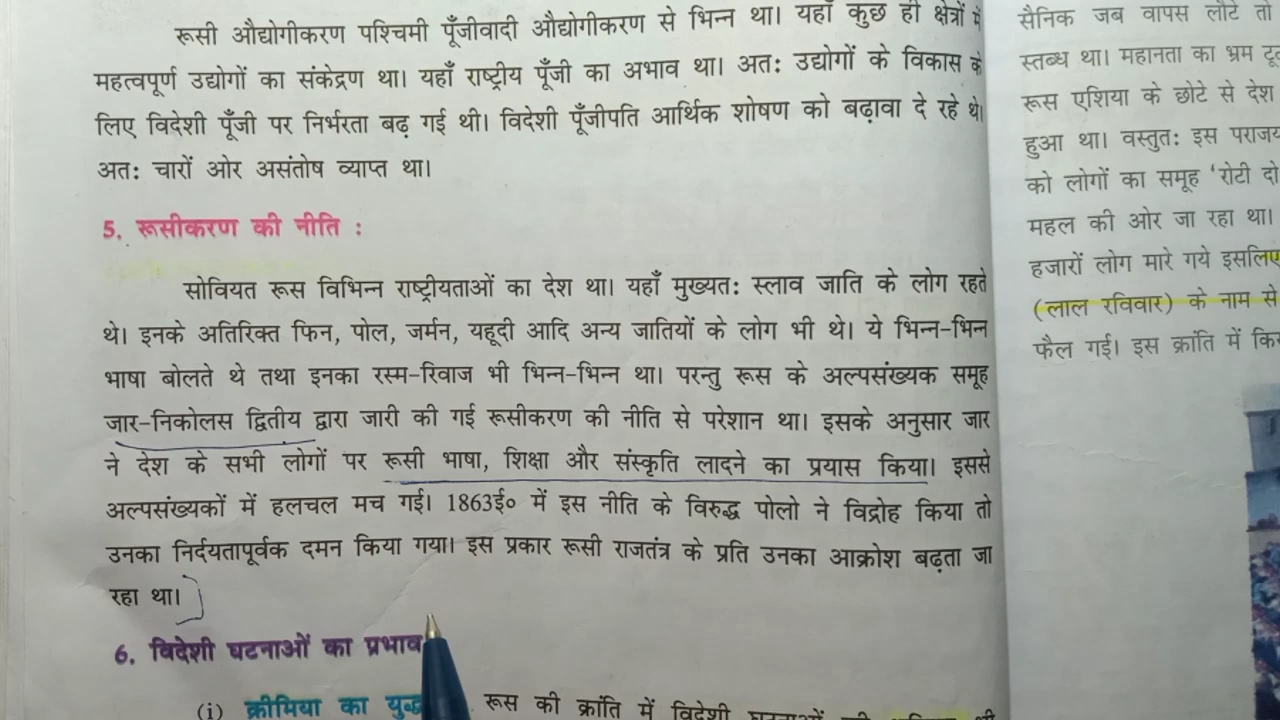 रूसी औद्योगीकरण पश्चिमी पूँजीवादी औद्योगीकरण से भिन्न था। यहाँ कुछ ही क्षेत्रों में
महत्वपूर्ण उद्योगों का संकेद्रण था। यहाँ राष्ट्रीय पूँजी का अभाव था। अतः उद्योगों के विकास के
लिए विदेशी पूँजी पर निर्भरता बढ़ गई थी। विदेशी पूँजीपति आर्थिक शोषण को बढ़ावा दे रहे थे।
अतः चारों ओर असंतोष व्याप्त था।
5. रूसीकरण की नीति :
सोवियत रूस विभिन्न राष्ट्रीयताओं का देश था। यहाँ मुख्यतः स्लाव जाति के लोग रहते
थे। इनके अतिरिक्त फिन, पोल, जर्मन, यहूदी आदि अन्य जातियों के लोग भी थे। ये भिन्न-भिन्न
भाषा बोलते थे तथा इनका रस्म-रिवाज भी भिन्न-भिन्न था। परन्तु रूस के अल्पसंख्यक समूह
जार-निकोलस द्वितीय द्वारा जारी की गई रूसीकरण की नीति से परेशान था। इसके अनुसार जार
ने देश के सभी लोगों पर रूसी भाषा, शिक्षा और संस्कृति लादने का प्रयास किया। इससे
अल्पसंख्यकों में हलचल मच गई। 1863ई० में इस नीति के विरुद्ध पोलो ने विद्रोह किया तो
उनका निर्दयतापूर्वक दमन किया गया। इस प्रकार रूसी राजतंत्र के प्रति उनका आक्रोश बढ़ता जा
रहा था।
6. विदेशी घटनाओं का प्रभाव
(i) क्रीमिया का युद्ध रूस की क्रांति में विदेशी
सैनिक जब वापस लौटे तो
स्तब्ध था। महानता का भ्रम
रूस एशिया के छोटे से देश
हुआ था। वस्तुतः इस पराजय
को लोगों का समूह 'रोटी दो
महल की ओर जा रहा था।
हजारों लोग मारे गये इसलिए
(लाल रविवार) के नाम से
फैल गई। इस क्रांति में